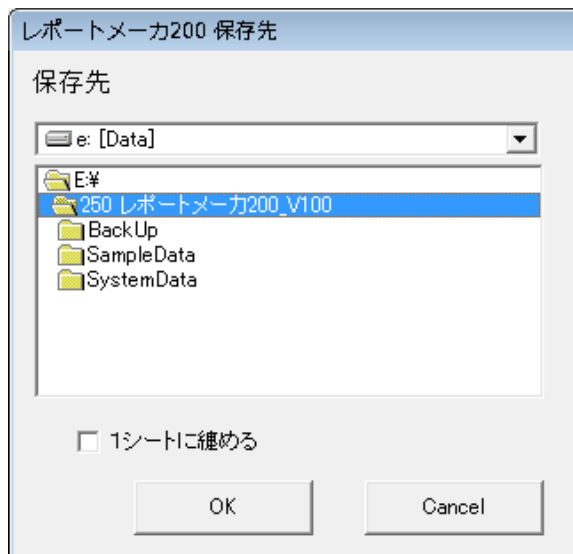 レポートメーカ200 保存先
保存先
e: [Data]
E:¥
250 レポートメーカ200_V100
BackUp
SampleData
SystemData
1シートに纏める
OK
Cancel